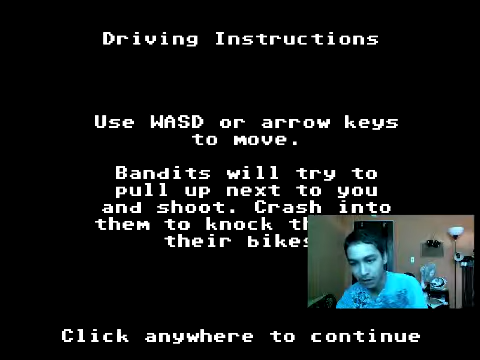 Driving Instructions
Use WASD or arrow keys
to move.
Bandits will try to
pull up next to you
and shoot. Crash into
them to knock
their bikes
Click anywhere to continue